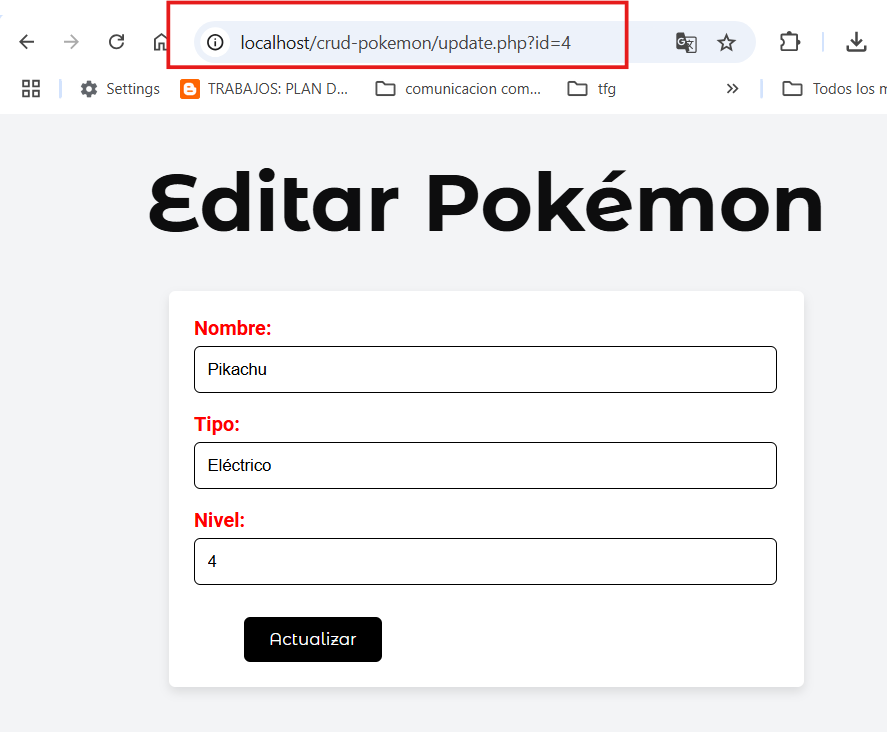 localhost/crud-pokemon/update.php?id=4
Settings
TRABAJOS: PLAN D...
comunicacion com...
tfg
»
Todos los m
Editar Pokémon
Nombre:
Pikachu
Tipo:
Eléctrico
Nivel:
4
Actualizar